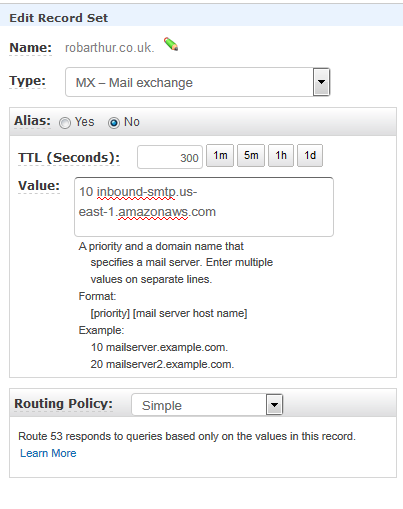 Edit Record Set
Name: robarthur.co.uk.
Type: MX – Mail exchange
Alias: Yes No
TTL (Seconds): 300 1m 5m 1h 1d
Value: 10 inbound-smtp.us-
east-1.amazonaws.com
A priority and a domain name that
specifies a mail server. Enter multiple
values on separate lines.
Format:
[priority] [mail server host name]
Example:
10 mailserver.example.com.
20 mailserver2.example.com.
Routing Policy: Simple
Route 53 responds to queries based only on the values in this record.
Learn More